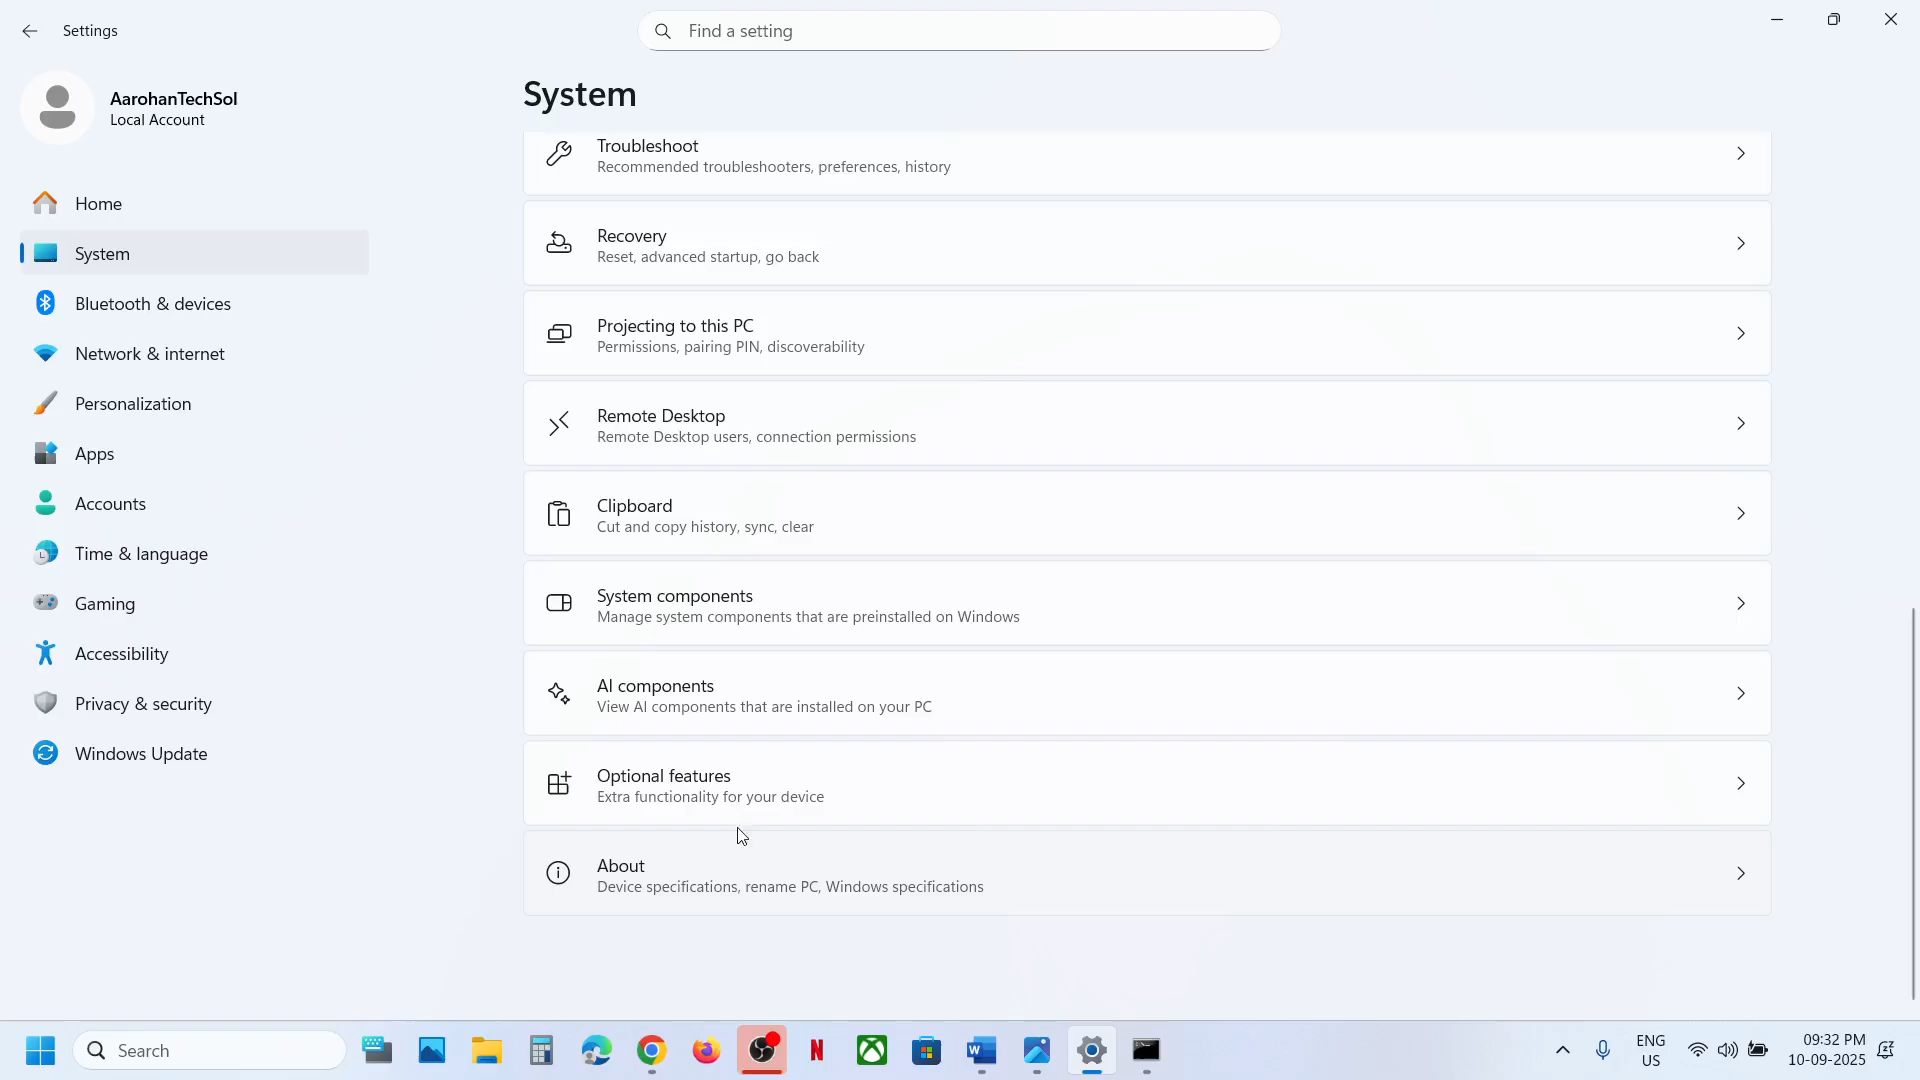 Settings
Find a setting
AarohanTechSol
Local Account
Home
System
Bluetooth & devices
Network & internet
Personalization
Apps
Accounts
Time & language
Gaming
Accessibility
Privacy & security
Windows Update
System
Troubleshoot
Recommended troubleshooters, preferences, history
Recovery
Reset, advanced startup, go back
Projecting to this PC
Permissions, pairing PIN, discoverability
Remote Desktop
Remote Desktop users, connection permissions
Clipboard
Cut and copy history, sync, clear
System components
Manage system components that are preinstalled on Windows
AI components
View AI components that are installed on your PC
Optional features
Extra functionality for your device
About
Device specifications, rename PC, Windows specifications
Search
ENG
US
09:32 PM
10-09-2025